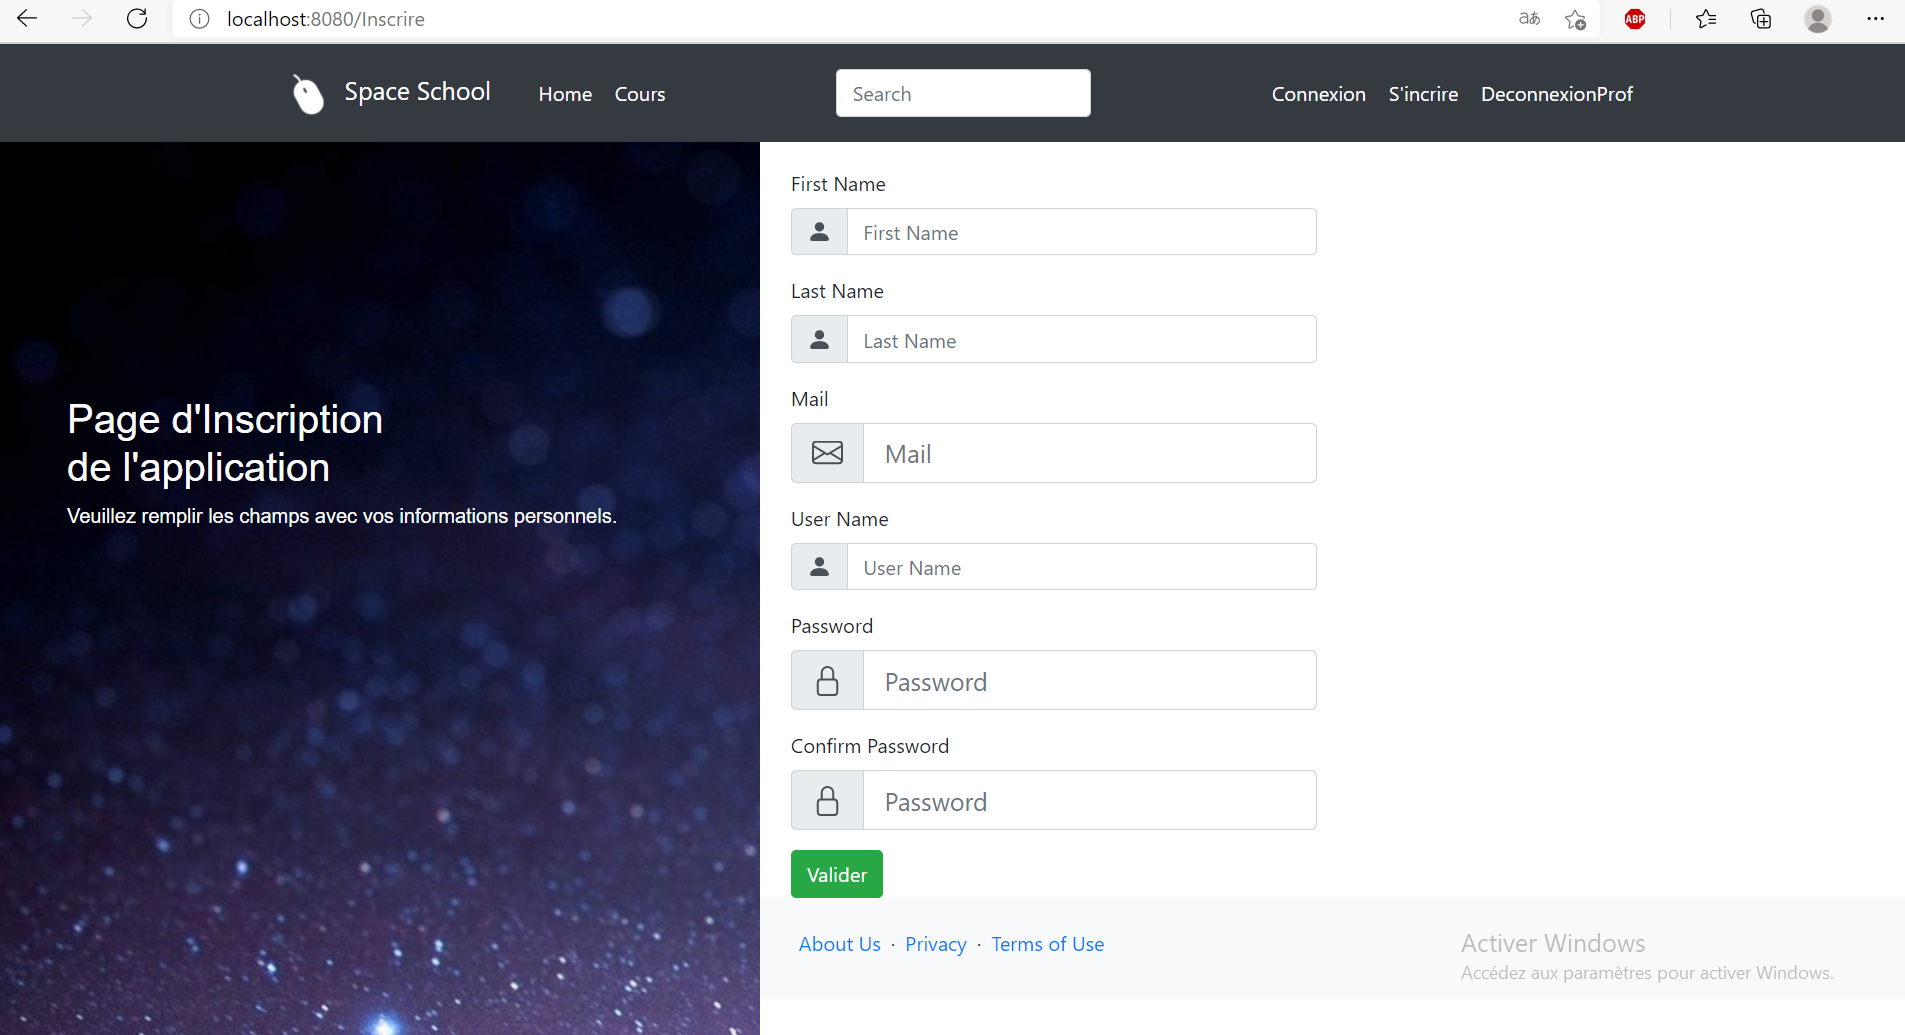 localhost:8080/Inscrire
aあ
ABP
Space School Home Cours Search Connexion S'incrire DeconnexionProf
Page d'Inscription
de l'application
Veuillez remplir les champs avec vos informations personnels.
First Name
First Name
Last Name
Last Name
Mail
Mail
User Name
User Name
Password
Password
Confirm Password
Password
Valider
About Us · Privacy · Terms of Use
Activer Windows
Accédez aux paramètres pour activer Windows.